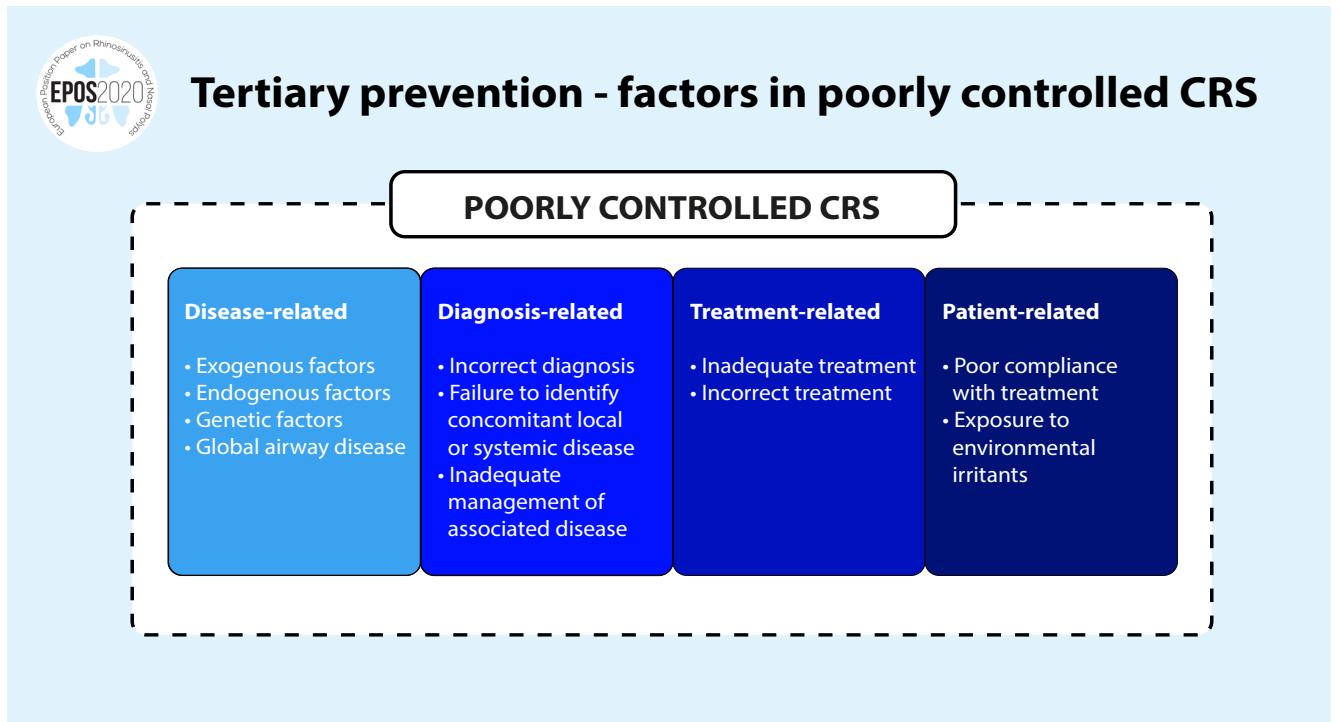 European Position Paper on Rhinosinusitis and Nasal Polyps
EPOS2020
Tertiary prevention - factors in poorly controlled CRS
POORLY CONTROLLED CRS
Disease-related
• Exogenous factors
• Endogenous factors
• Genetic factors
• Global airway disease
Diagnosis-related
• Incorrect diagnosis
• Failure to identify
concomitant local
or systemic disease
• Inadequate
management of
associated disease
Treatment-related
• Inadequate treatment
• Incorrect treatment
Patient-related
• Poor compliance
with treatment
• Exposure to
environmental
irritants